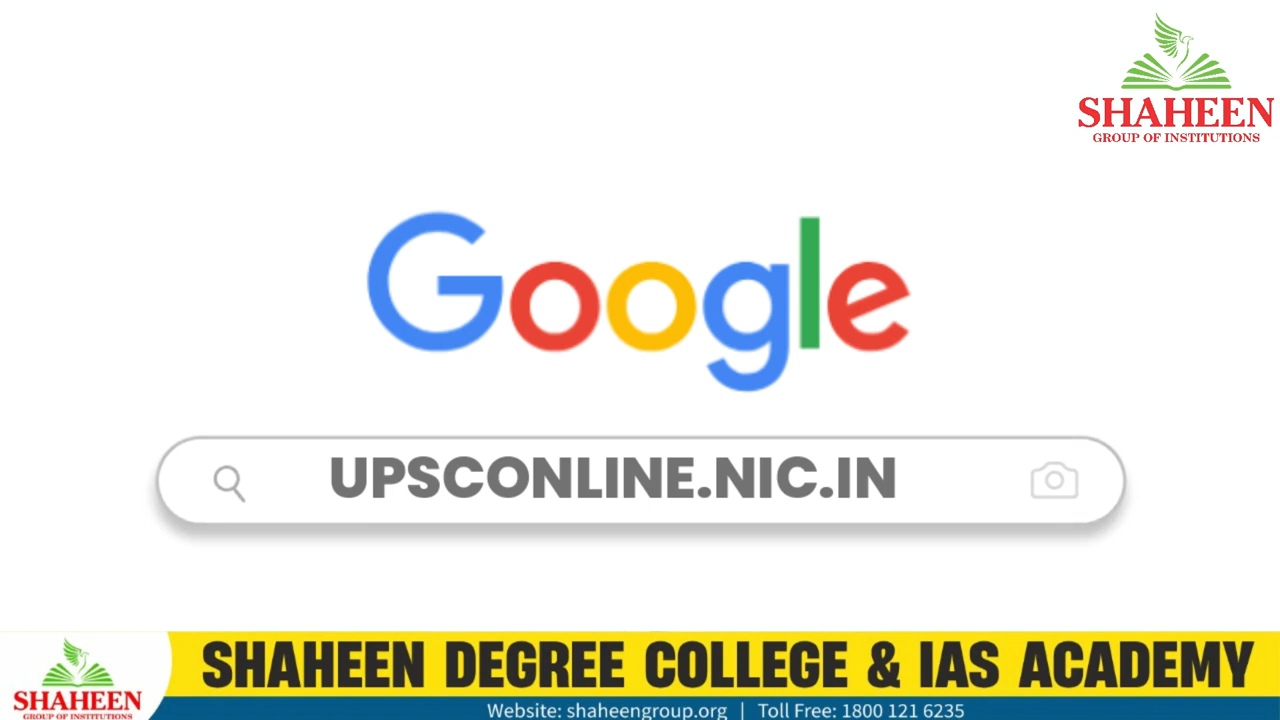 SHAHEEN
GROUP OF INSTITUTIONS
Google
UPSCONLINE.NIC.IN
SHAHEEN DEGREE COLLEGE & IAS ACADEMY
SHAHEEN
GROUP OF INSTITUTIONS
Website: shaheengroup.org | Toll Free: 1800 121 6235